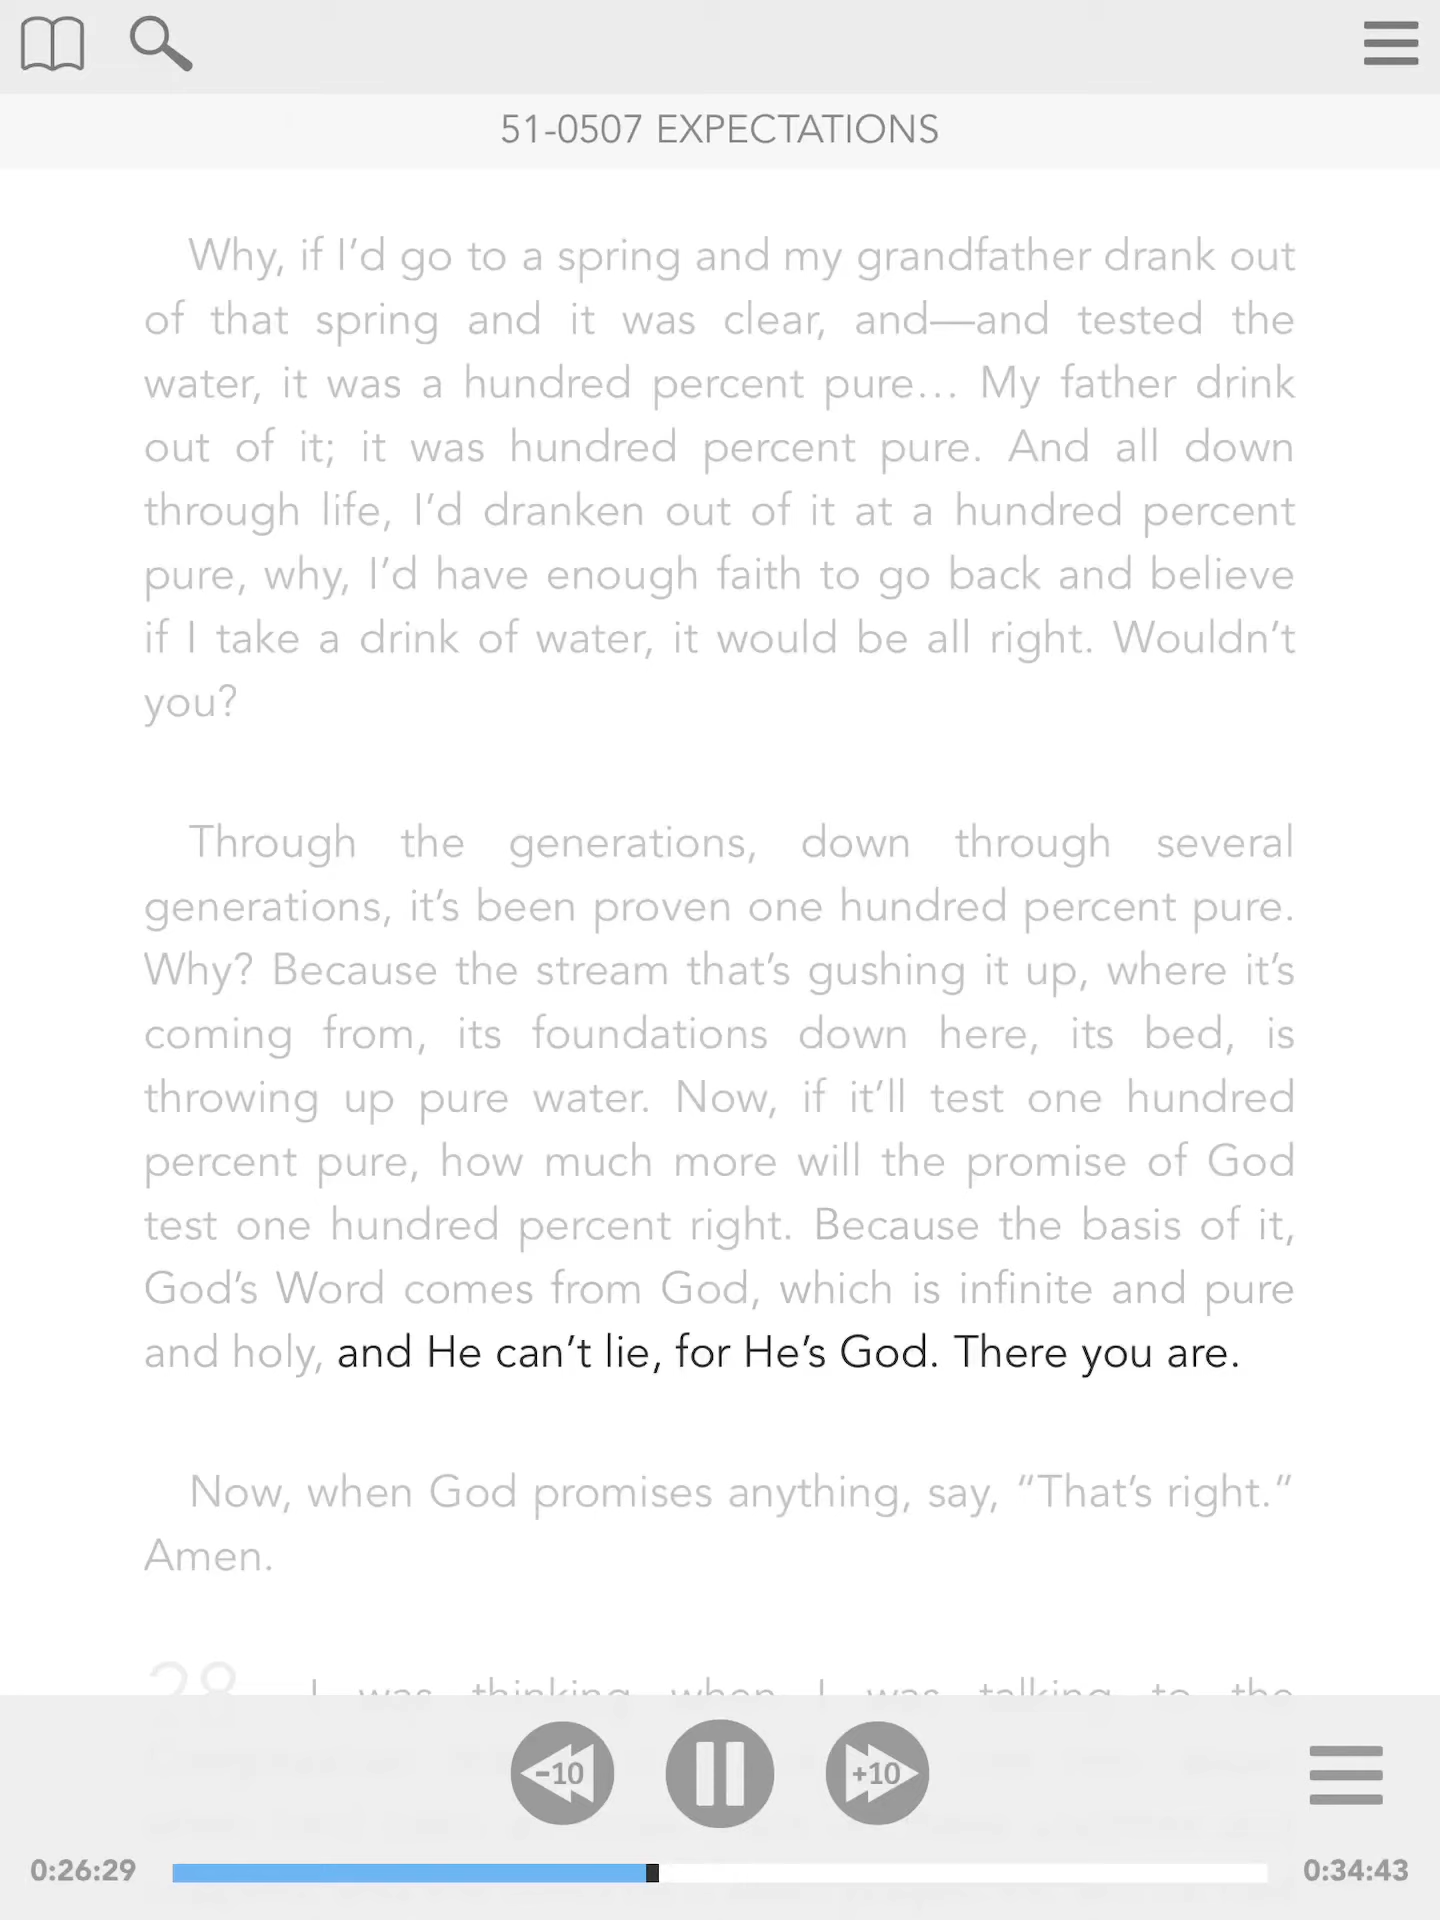 51-0507 EXPECTATIONS
Why, if I’d go to a spring and my grandfather drank out
of that spring and it was clear, and—and tested the
water, it was a hundred percent pure… My father drink
out of it; it was hundred percent pure. And all down
through life, I’d dranken out of it at a hundred percent
pure, why, I’d have enough faith to go back and believe
if I take a drink of water, it would be all right. Wouldn’t
you?
Through the generations, down through several
generations, it’s been proven one hundred percent pure.
Why? Because the stream that’s gushing it up, where it’s
coming from, its foundations down here, its bed, is
throwing up pure water. Now, if it’ll test one hundred
percent pure, how much more will the promise of God
test one hundred percent right. Because the basis of it,
God’s Word comes from God, which is infinite and pure
and holy, and He can’t lie, for He’s God. There you are.
Now, when God promises anything, say, “That’s right.”
Amen.
28 I was thinking when I was talking to the
-10 +10
0:26:29 0:34:43